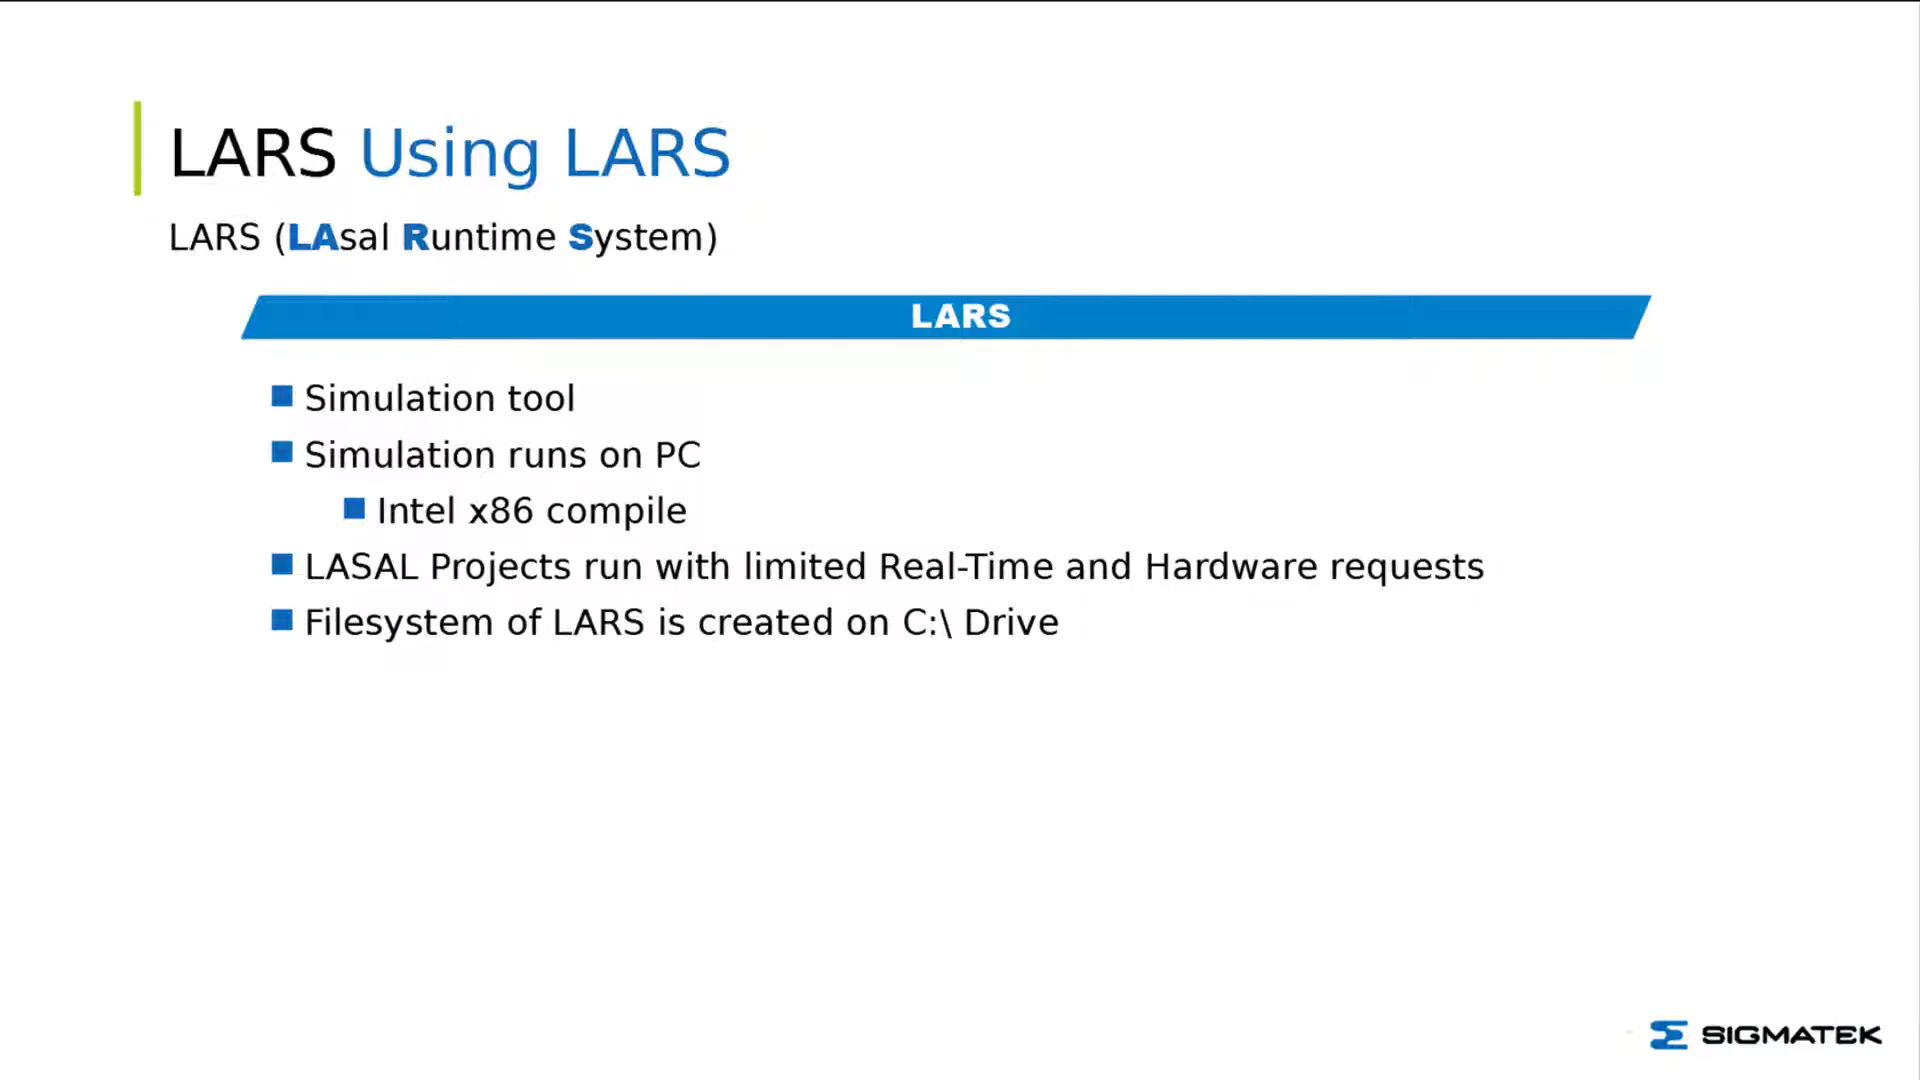 LARS Using LARS
LARS (LAsal Runtime System)
LARS
Simulation tool
Simulation runs on PC
Intel x86 compile
LASAL Projects run with limited Real-Time and Hardware requests
Filesystem of LARS is created on C:\ Drive
SIGMATEK